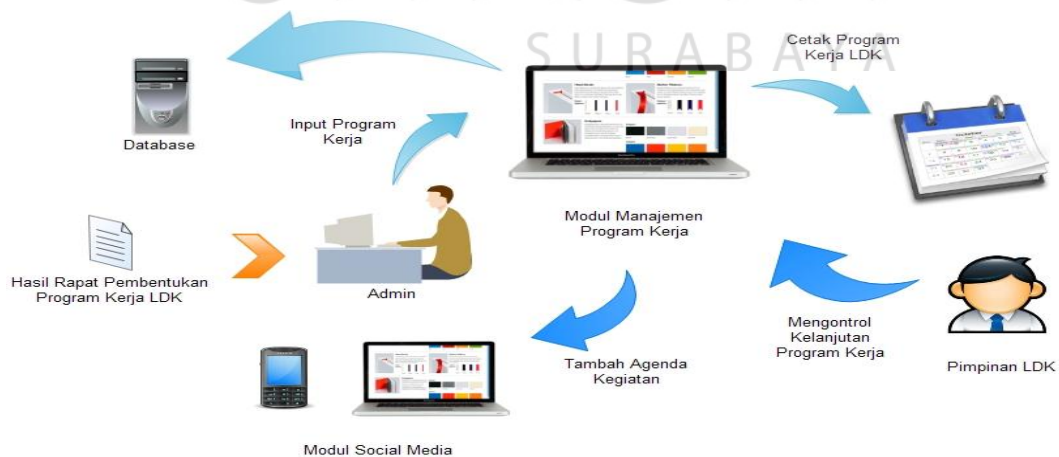 SURABAYA
Cetak Program
Kerja LDK
Database
Input Program
Kerja
Modul Manajemen
Program Kerja
Hasil Rapat Pembentukan
Program Kerja LDK
Admin
Tambah Agenda
Kegiatan
Mengontrol
Kelanjutan
Program Kerja
Pimpinan LDK
Modul Social Media